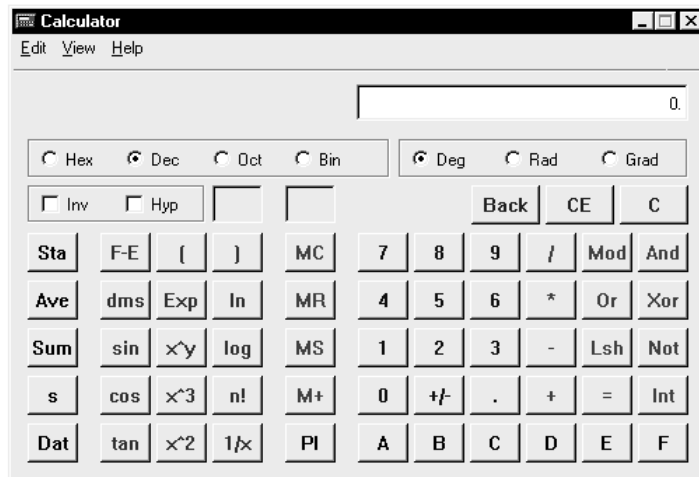 Calculator
Edit View Help
0.
Hex Dec Oct Bin Deg Rad Grad
Inv Hyp Back CE C
Sta F-E ( ) MC 7 8 9 / Mod And
Ave dms Exp ln MR 4 5 6 * Or Xor
Sum sin x^y log MS 1 2 3 - Lsh Not
s cos x^3 n! M+ 0 +/- . + = Int
Dat tan x^2 1/x PI A B C D E F